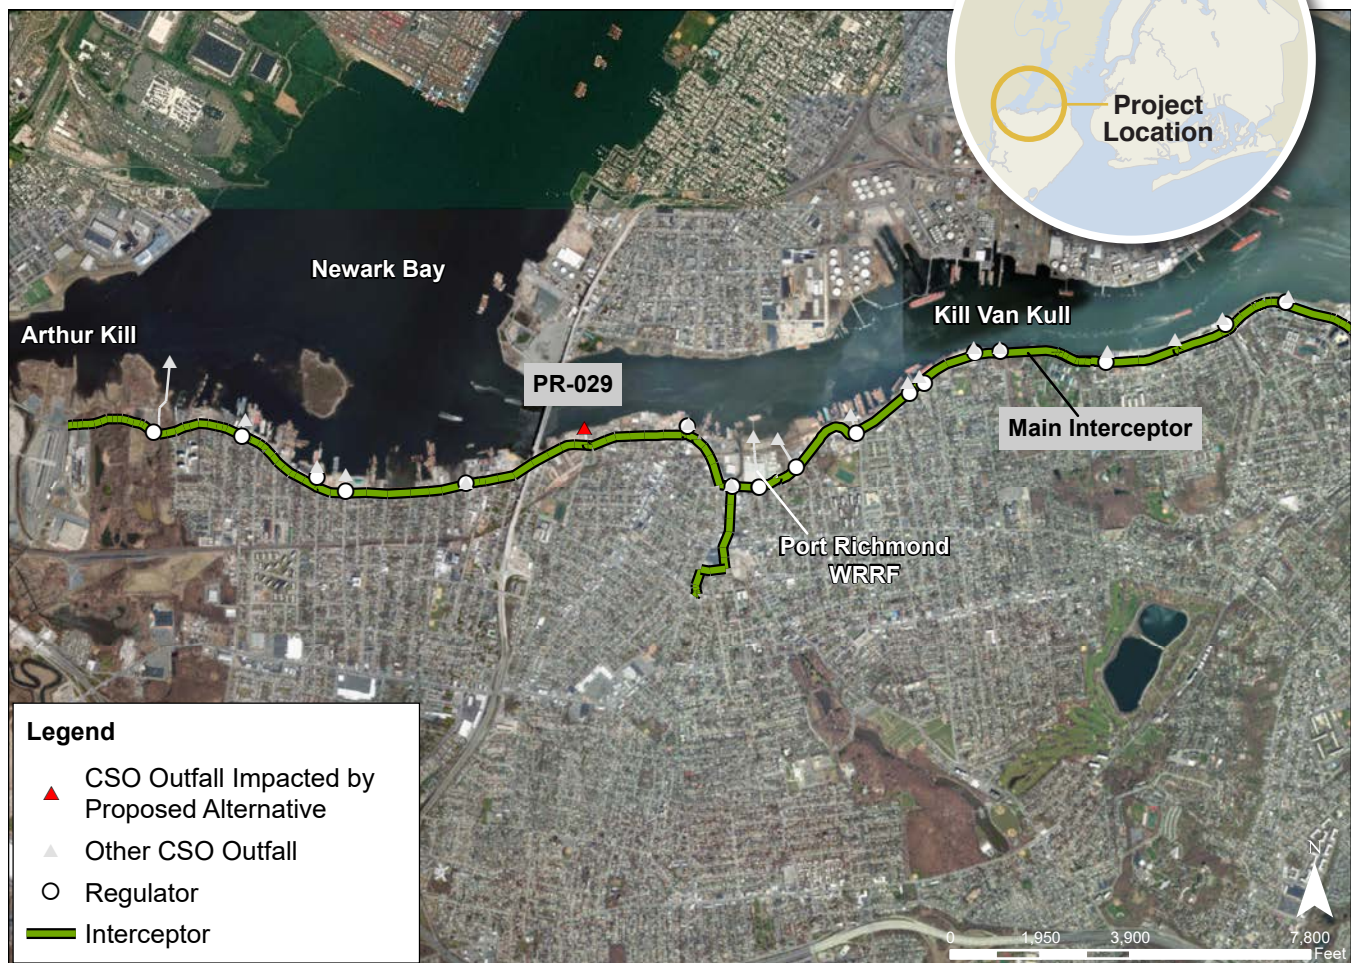 Project
Location
Newark Bay
Arthur Kill
Kill Van Kull
PR-029
Main Interceptor
Port Richmond
WRRF
Legend
CSO Outfall Impacted by
Proposed Alternative
Other CSO Outfall
Regulator
Interceptor
N
0 1,950 3,900 7,800
Feet